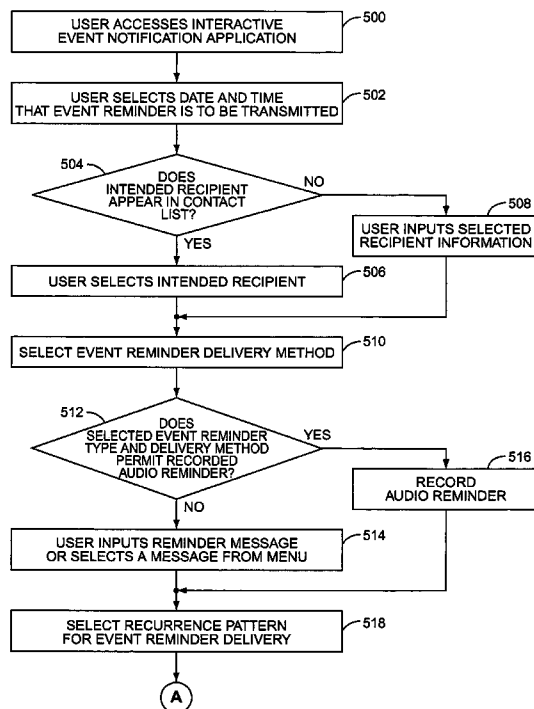 USER ACCESSES INTERACTIVE
EVENT NOTIFICATION APPLICATION
500
USER SELECTS DATE AND TIME
THAT EVENT REMINDER IS TO BE TRANSMITTED
502
504
DOES
INTENDED RECIPIENT
APPEAR IN CONTACT
LIST?
NO
YES
508
USER INPUTS SELECTED
RECIPIENT INFORMATION
USER SELECTS INTENDED RECIPIENT
506
SELECT EVENT REMINDER DELIVERY METHOD
510
512
DOES
SELECTED EVENT REMINDER
TYPE AND DELIVERY METHOD
PERMIT RECORDED
AUDIO REMINDER?
YES
NO
516
RECORD
AUDIO REMINDER
USER INPUTS REMINDER MESSAGE
OR SELECTS A MESSAGE FROM MENU
514
SELECT RECURRENCE PATTERN
FOR EVENT REMINDER DELIVERY
518
A